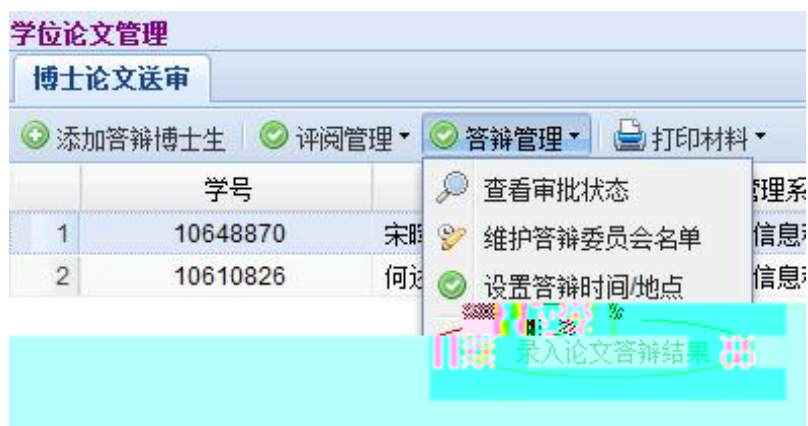 学位论文管理
博士论文送审
添加答辩博士生 评阅管理 答辩管理 打印材料
学号 查看审批状态 管理系
1 10648870 宋 维护答辩委员会名单 信息
2 10610826 何 设置答辩时间/地点 信息
录入论文答辩结果